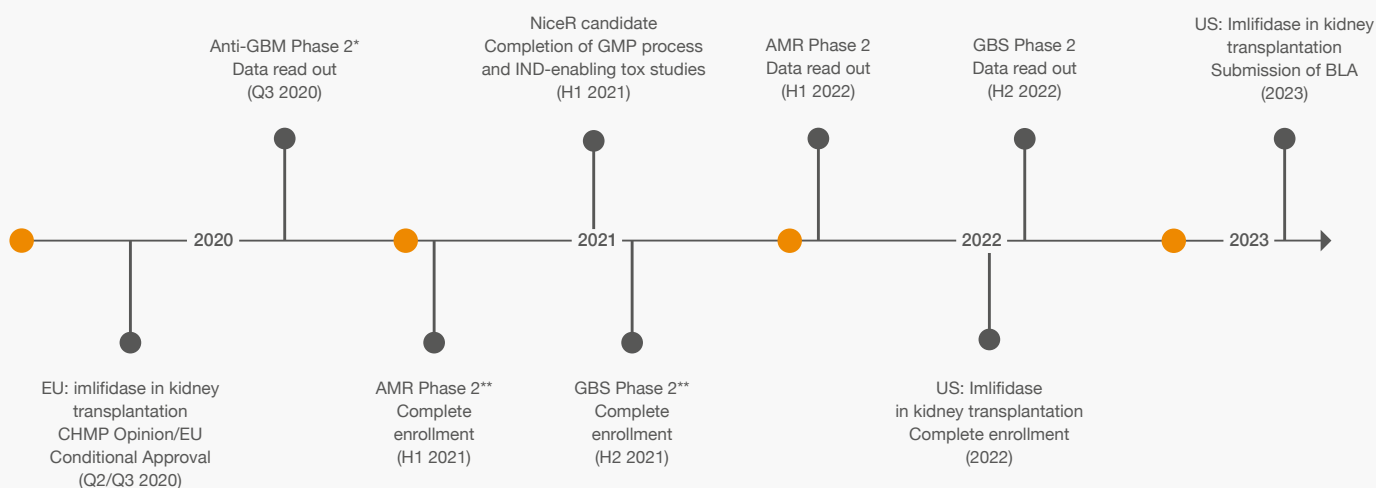 Anti-GBM Phase 2*
Data read out
(Q3 2020)
NiceR candidate
Completion of GMP process
and IND-enabling tox studies
(H1 2021)
AMR Phase 2
Data read out
(H1 2022)
GBS Phase 2
Data read out
(H2 2022)
US: Imlifidase in kidney
transplantation
Submission of BLA
(2023)
2020
2021
2022
2023
EU: imlifidase in kidney
transplantation
CHMP Opinion/EU
Conditional Approval
(Q2/Q3 2020)
AMR Phase 2**
Complete
enrollment
(H1 2021)
GBS Phase 2**
Complete
enrollment
(H2 2021)
US: Imlifidase
in kidney transplantation
Complete enrollment
(2022)